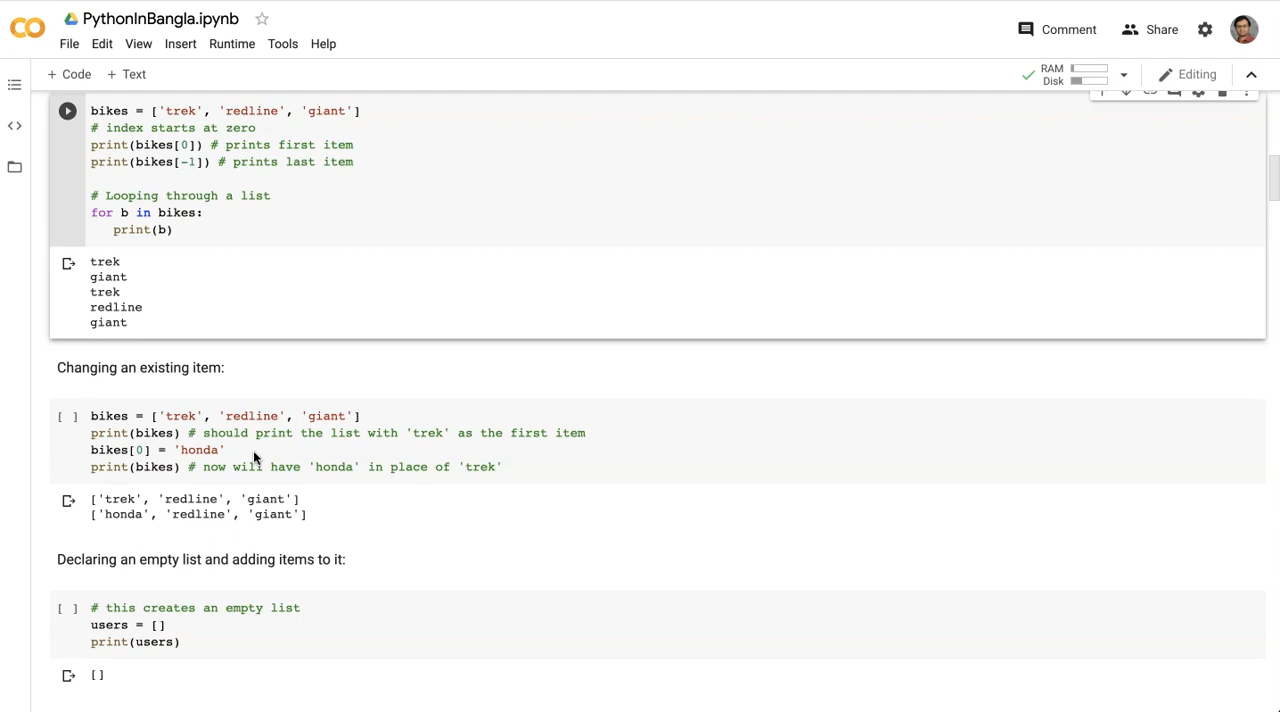 PythonInBangla.ipynb
File Edit View Insert Runtime Tools Help
Comment Share
+ Code + Text
RAM
Disk
Editing
bikes = ['trek', 'redline', 'giant']
# index starts at zero
print(bikes[0]) # prints first item
print(bikes[-1]) # prints last item
# Looping through a list
for b in bikes:
print(b)
trek
giant
trek
redline
giant
Changing an existing item:
[ ] bikes = ['trek', 'redline', 'giant']
print(bikes) # should print the list with 'trek' as the first item
bikes[0] = 'honda'
print(bikes) # now will have 'honda' in place of 'trek'
['trek', 'redline', 'giant']
['honda', 'redline', 'giant']
Declaring an empty list and adding items to it:
[ ] # this creates an empty list
users = []
print(users)
[]